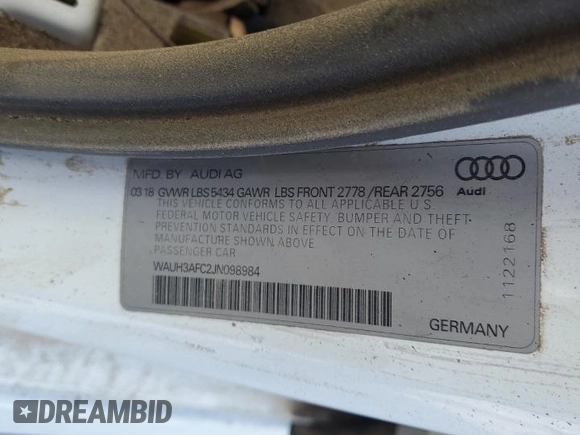 MFD. BY AUDI AG
03 18 GVWR LBS 5434 GAWR LBS FRONT 2778 /REAR 2756
THIS VEHICLE CONFORMS TO ALL APPLICABLE U.S.
FEDERAL MOTOR VEHICLE SAFETY, BUMPER AND THEFT-
PREVENTION STANDARDS IN EFFECT ON THE DATE OF
MANUFACTURE SHOWN ABOVE
PASSENGER CAR
WAUH3AFC2JN098984
Audi
1122168
GERMANY
DREAMBID